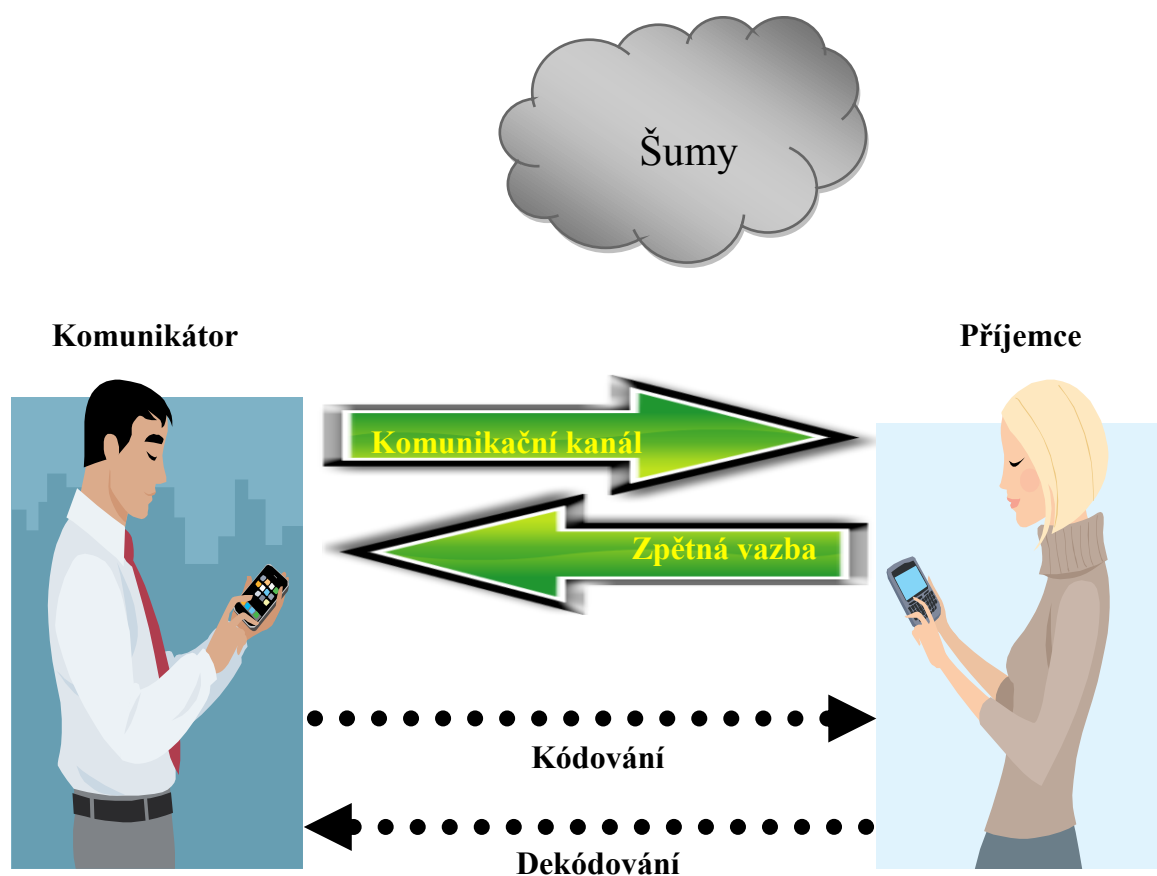 Šumy
Komunikátor
Příjemce
Komunikační kanál
Zpětná vazba
Kódování
Dekódování